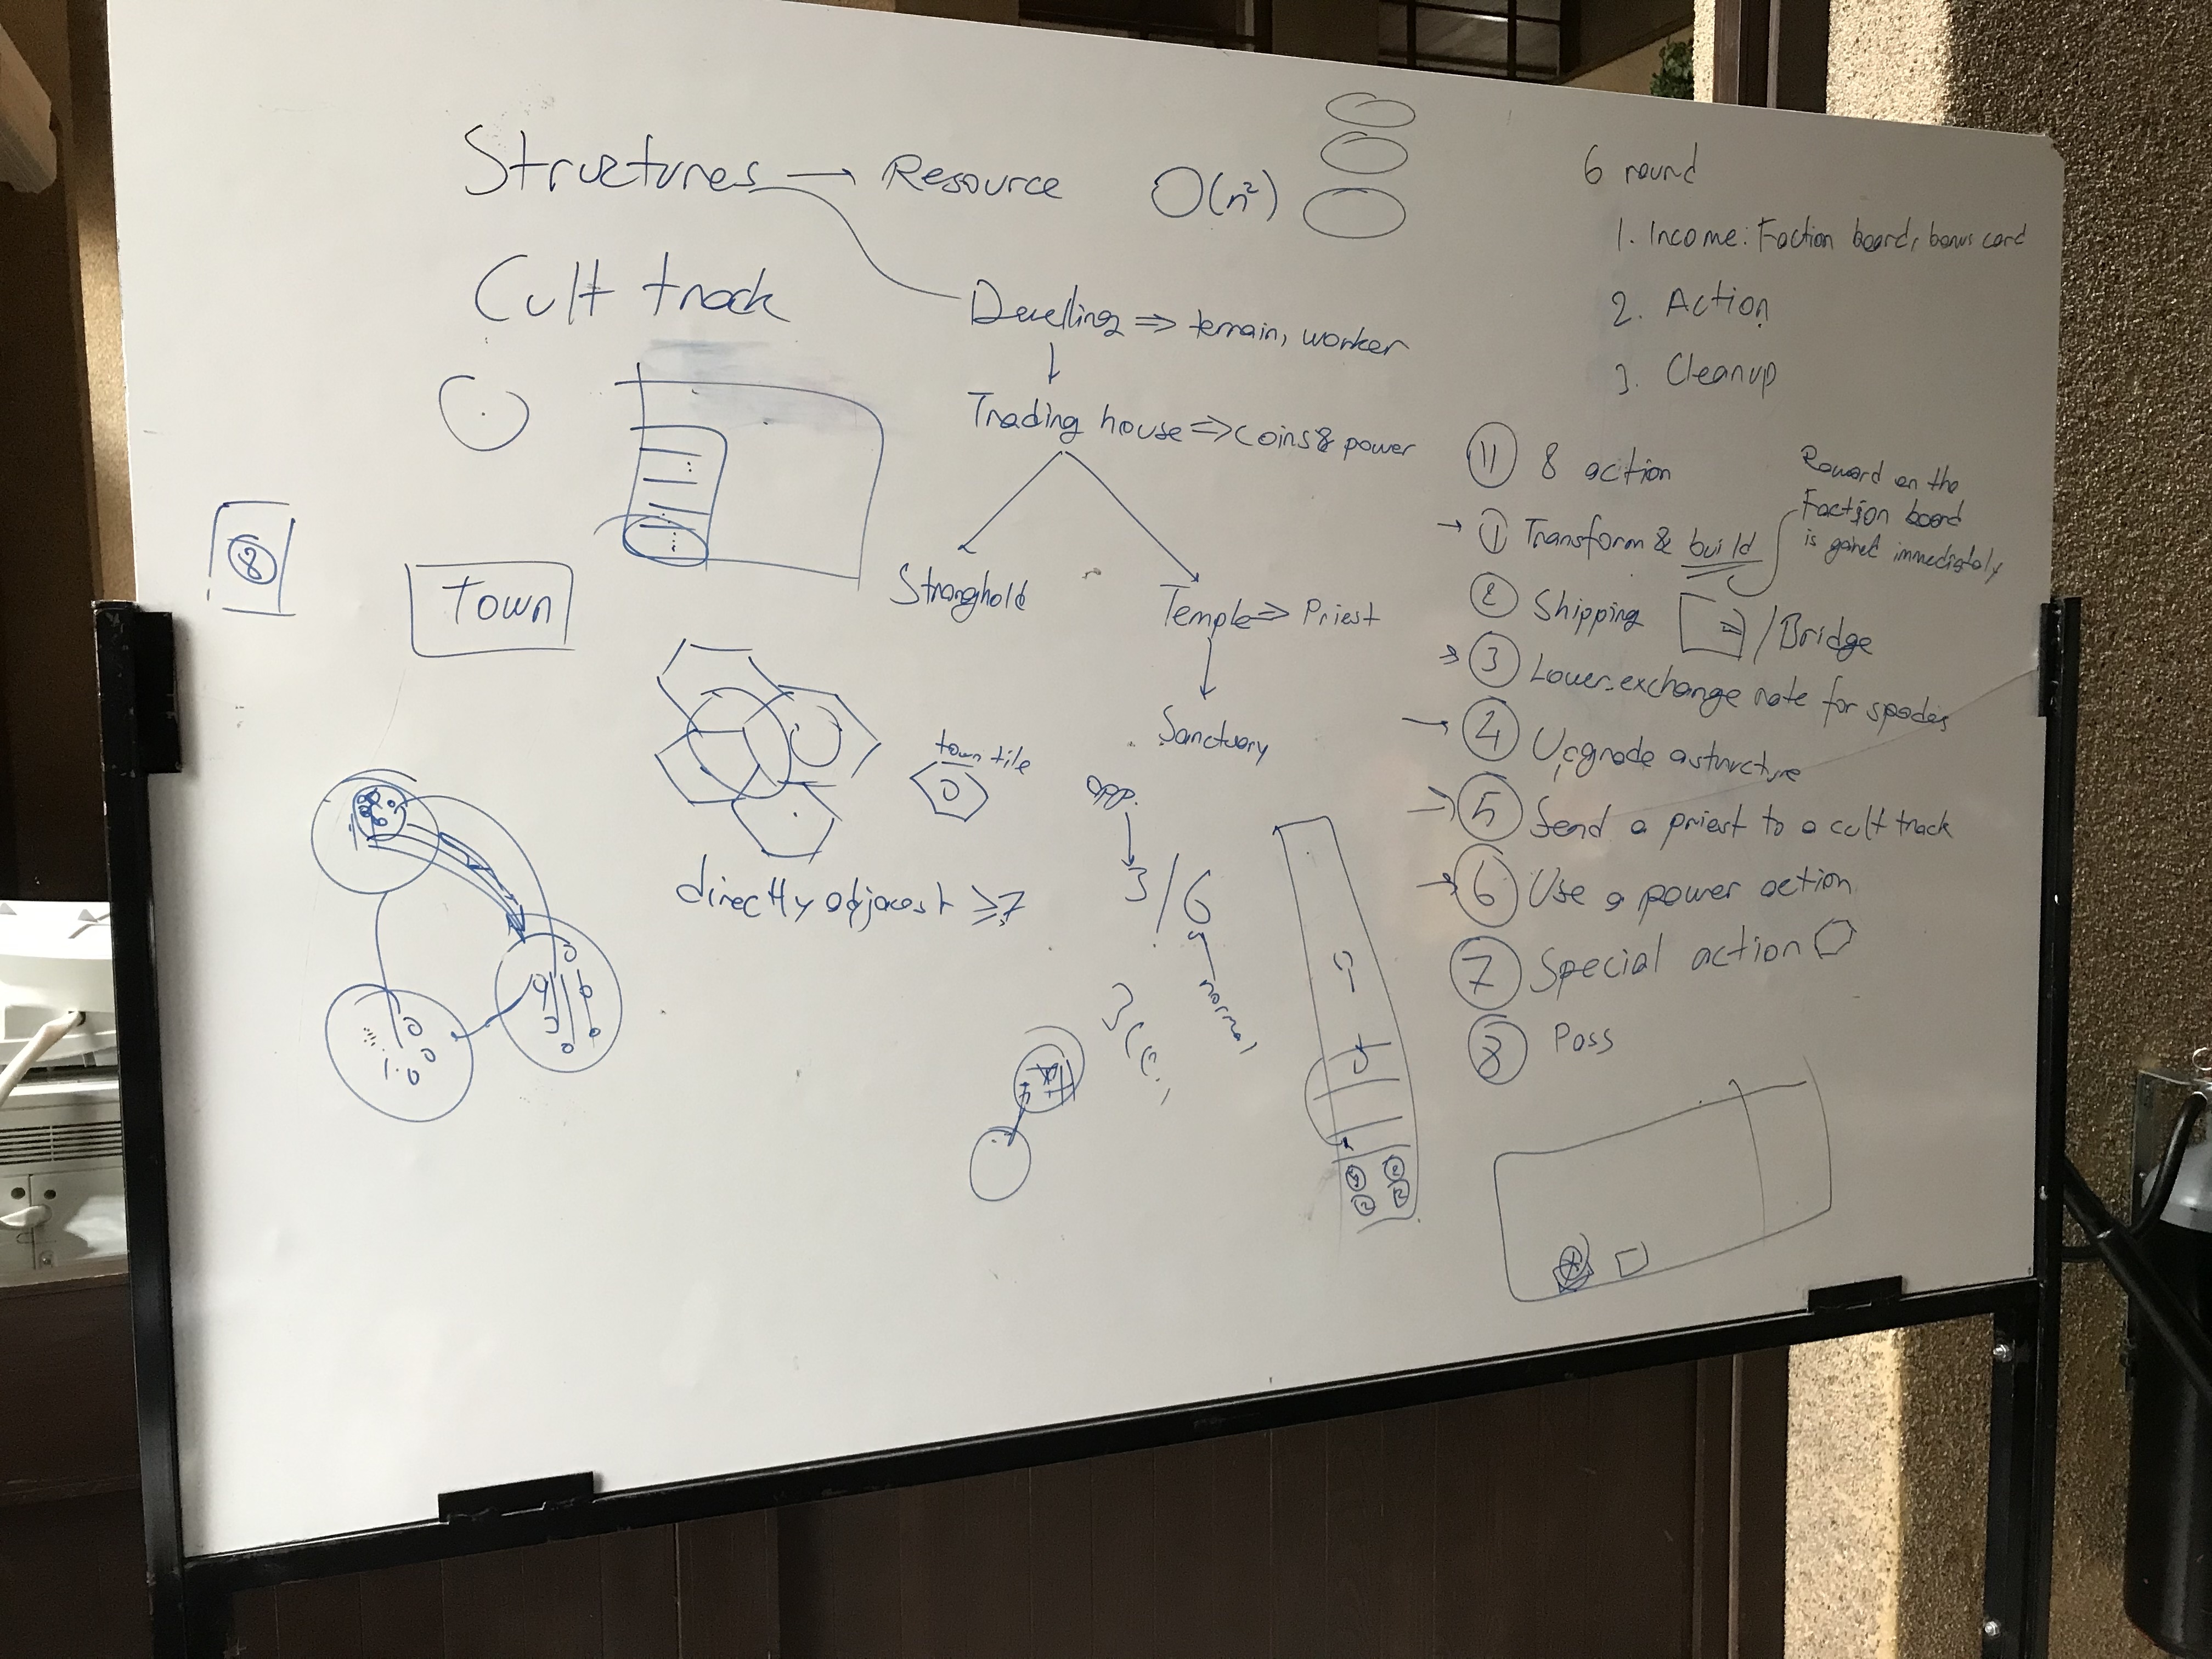 Structures → Resource
O(n²)
Cult track
Dwelling ⇒ terrain, worker
Trading house ⇒ coins & power
Stronghold
Temple ⇒ Priest
Sanctuary
8
Town
town tile
directly adjacent ≥7
opp.
3/6
normal
6 round
1. Income: Faction board, bonus card
2. Action
3. Cleanup
8 action
Reward on the
Faction board
is gained immediately
→ 1 Transform & build
2 Shipping /Bridge
→ 3 Lower exchange rate for spades
→ 4 Upgrade a structure
→ 5 Send a priest to a cult track
→ 6 Use a power action
7 Special action
8 Pass